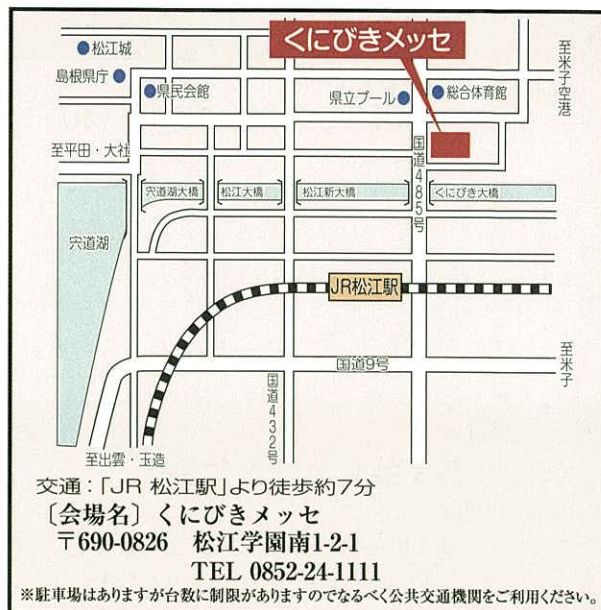 くにびきメッセ
松江城
島根県庁
県民会館
県立プール
総合体育館
至米子空港
至平田・大社
国道485号
宍道湖大橋
松江大橋
松江新大橋
くにびき大橋
宍道湖
JR松江駅
国道9号
至米子
国道432号
至出雲・玉造
交通：「JR 松江駅」より徒歩約7分
〔会場名〕くにびきメッセ
〒690-0826 松江学園南1-2-1
TEL 0852-24-1111
※駐車場はありますが台数に制限がありますのでなるべく公共交通機関をご利用ください。